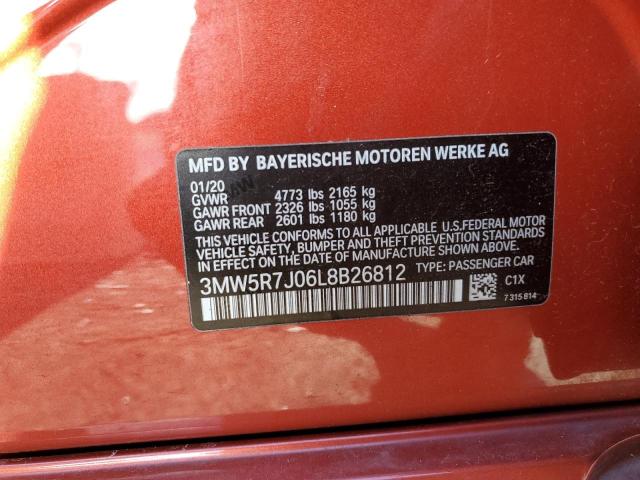 MFD BY BAYERISCHE MOTOREN WERKE AG
01/20
GVWR 4773 lbs 2165 kg
GAWR FRONT 2326 lbs 1055 kg
GAWR REAR 2601 lbs 1180 kg
THIS VEHICLE CONFORMS TO ALL APPLICABLE U.S.FEDERAL MOTOR
VEHICLE SAFETY, BUMPER AND THEFT PREVENTION STANDARDS
IN EFFECT ON THE DATE OF MANUFACTURE SHOWN ABOVE.
3MW5R7J06L8B26812 TYPE: PASSENGER CAR
C1X
7 315 814